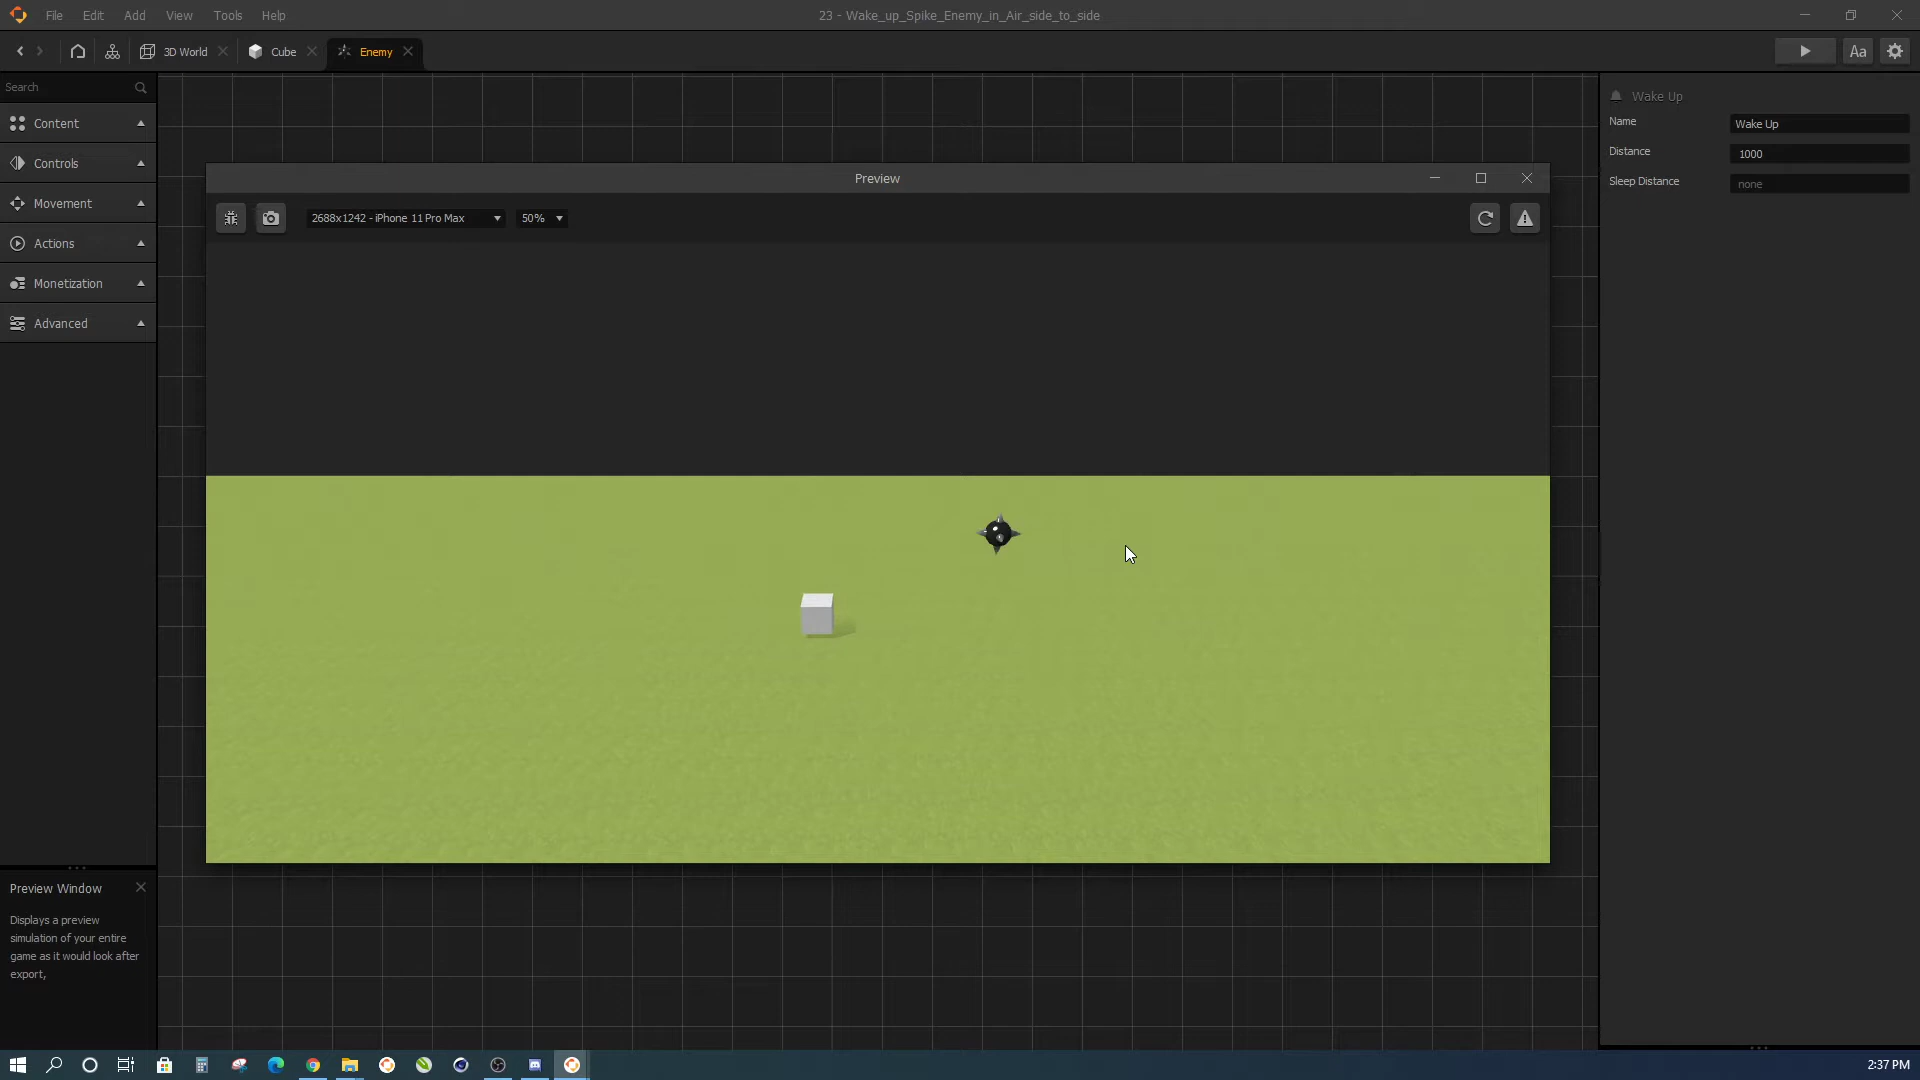 File Edit Add View Tools Help
23 - Wake_up_Spike_Enemy_in_Air_side_to_side
3D World Cube Enemy
Aa
Search
Content
Controls
Movement
Actions
Monetization
Advanced
Preview
2688x1242 - iPhone 11 Pro Max 50%
Wake Up
Name Wake Up
Distance 1000
Sleep Distance none
Preview Window
Displays a preview
simulation of your entire
game as it would look after
export,
2:37 PM